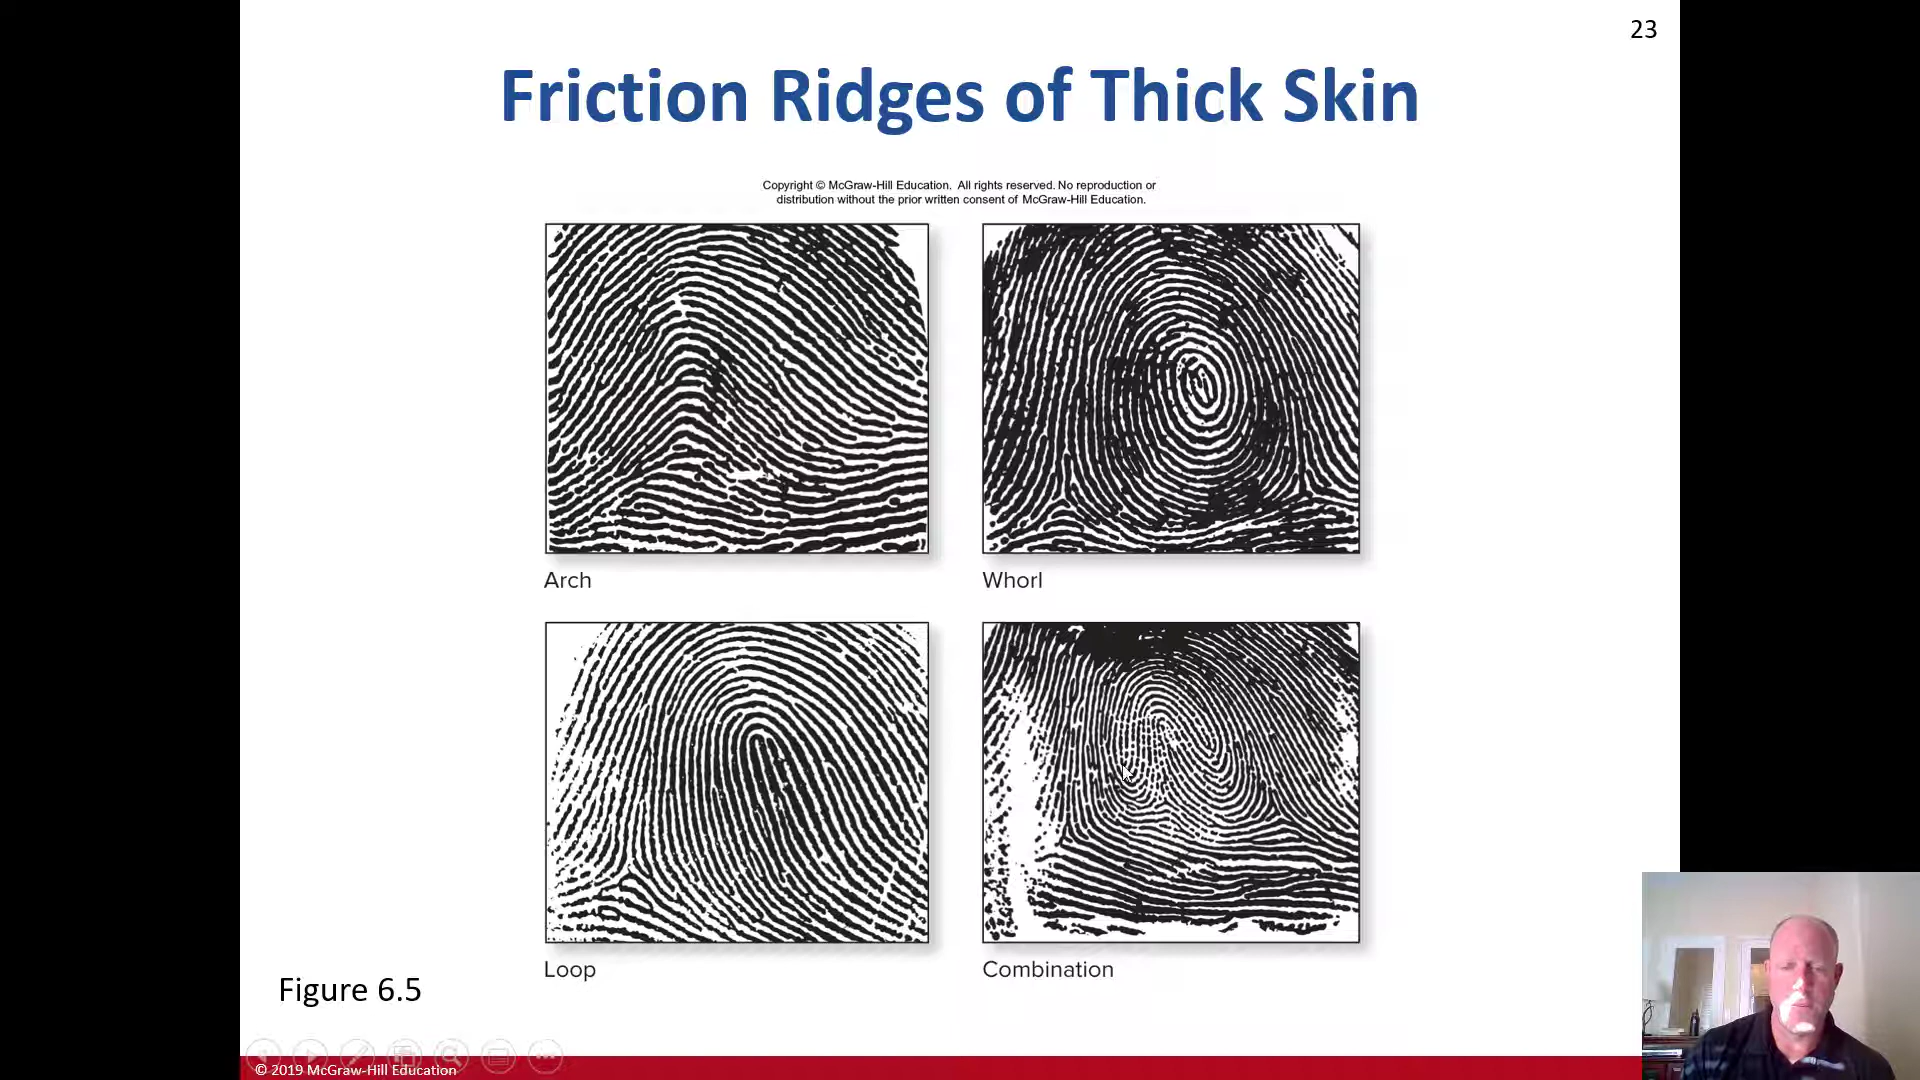 23
Friction Ridges of Thick Skin
Copyright © McGraw-Hill Education. All rights reserved. No reproduction or
distribution without the prior written consent of McGraw-Hill Education.
Arch
Whorl
Loop
Combination
Figure 6.5
© 2019 McGraw-Hill Education